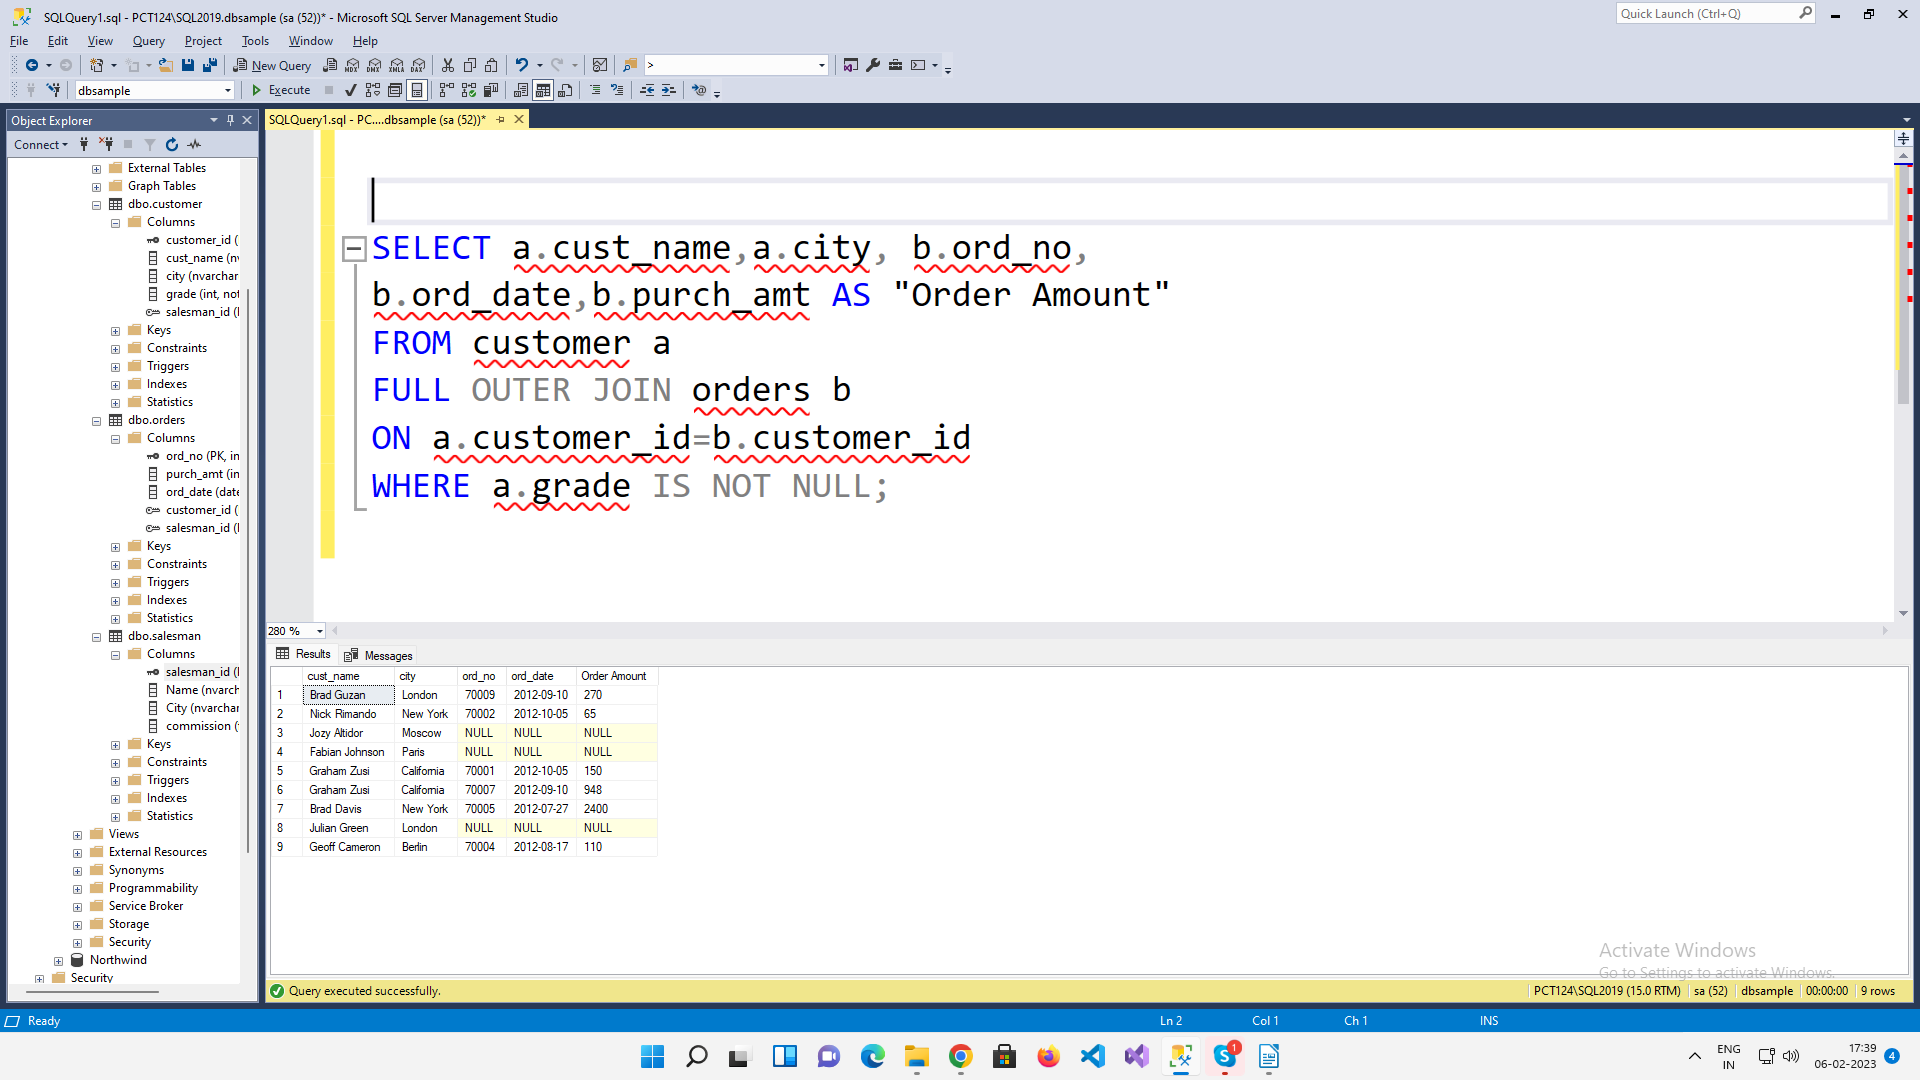 SQLQuery1.sql - PCT124\SQL2019.dbsample (sa (52))* - Microsoft SQL Server Management Studio
Quick Launch (Ctrl+Q)
File Edit View Query Project Tools Window Help
New Query
MDX DMX XMLA DAX
>
dbsample
Execute
Object Explorer
SQLQuery1.sql - PC....dbsample (sa (52))*
Connect
External Tables
Graph Tables
dbo.customer
Columns
customer_id (
cust_name (n
city (nvarchar
grade (int, not
salesman_id (
Keys
Constraints
Triggers
Indexes
Statistics
dbo.orders
Columns
ord_no (PK, in
purch_amt (in
ord_date (date
customer_id (
salesman_id (
Keys
Constraints
Triggers
Indexes
Statistics
dbo.salesman
Columns
salesman_id (
Name (nvarch
City (nvarchar
commission (
Keys
Constraints
Triggers
Indexes
Statistics
Views
External Resources
Synonyms
Programmability
Service Broker
Storage
Security
Northwind
Security
SELECT a.cust_name,a.city, b.ord_no,
b.ord_date,b.purch_amt AS "Order Amount"
FROM customer a
FULL OUTER JOIN orders b
ON a.customer_id=b.customer_id
WHERE a.grade IS NOT NULL;
280 %
Results Messages
cust_name city ord_no ord_date Order Amount
1 Brad Guzan London 70009 2012-09-10 270
2 Nick Rimando New York 70002 2012-10-05 65
3 Jozy Altidor Moscow NULL NULL NULL
4 Fabian Johnson Paris NULL NULL NULL
5 Graham Zusi California 70001 2012-10-05 150
6 Graham Zusi California 70007 2012-09-10 948
7 Brad Davis New York 70005 2012-07-27 2400
8 Julian Green London NULL NULL NULL
9 Geoff Cameron Berlin 70004 2012-08-17 110
Activate Windows
Go to Settings to activate Windows.
Query executed successfully.
PCT124\SQL2019 (15.0 RTM) sa (52) dbsample 00:00:00 9 rows
Ready
Ln 2 Col 1 Ch 1 INS
1
ENG
IN
17:39
06-02-2023
4